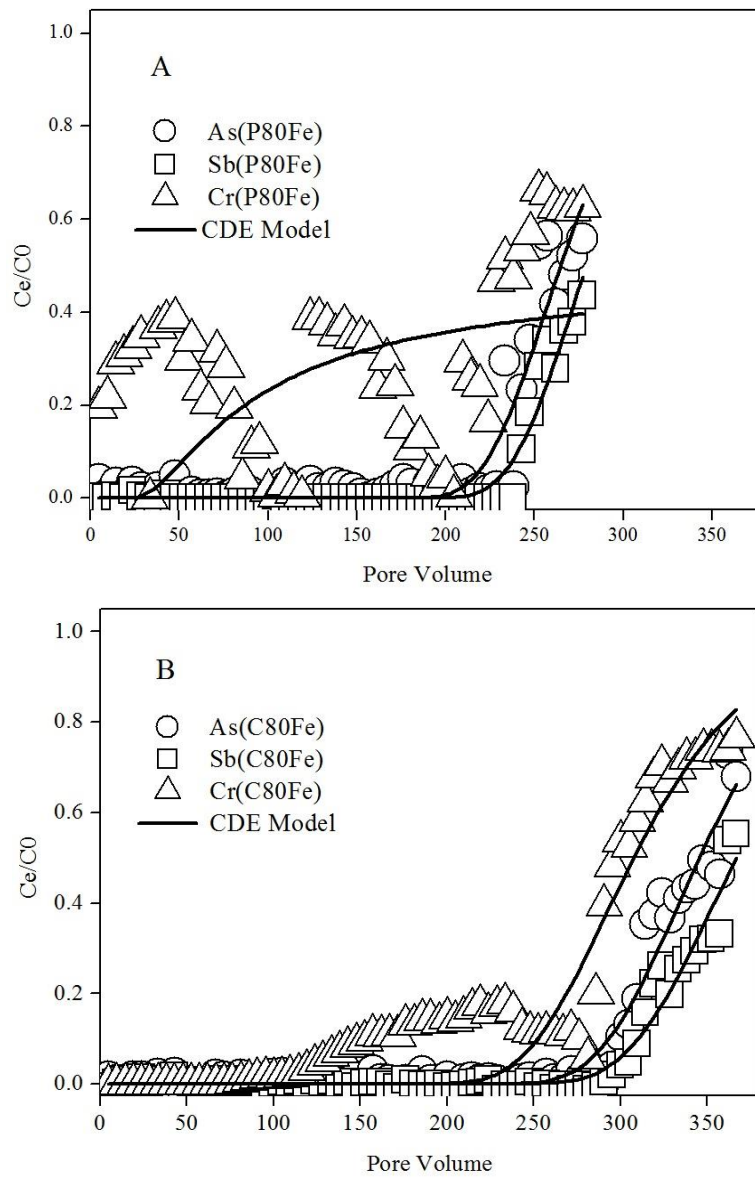 1.0
A
0.8
As(P80Fe)
Sb(P80Fe)
Cr(P80Fe)
CDE Model
0.6
Ce/C0
0.4
0.2
0.0
0 50 100 150 200 250 300 350
Pore Volume
1.0
B
0.8
As(C80Fe)
Sb(C80Fe)
Cr(C80Fe)
CDE Model
0.6
Ce/C0
0.4
0.2
0.0
0 50 100 150 200 250 300 350
Pore Volume